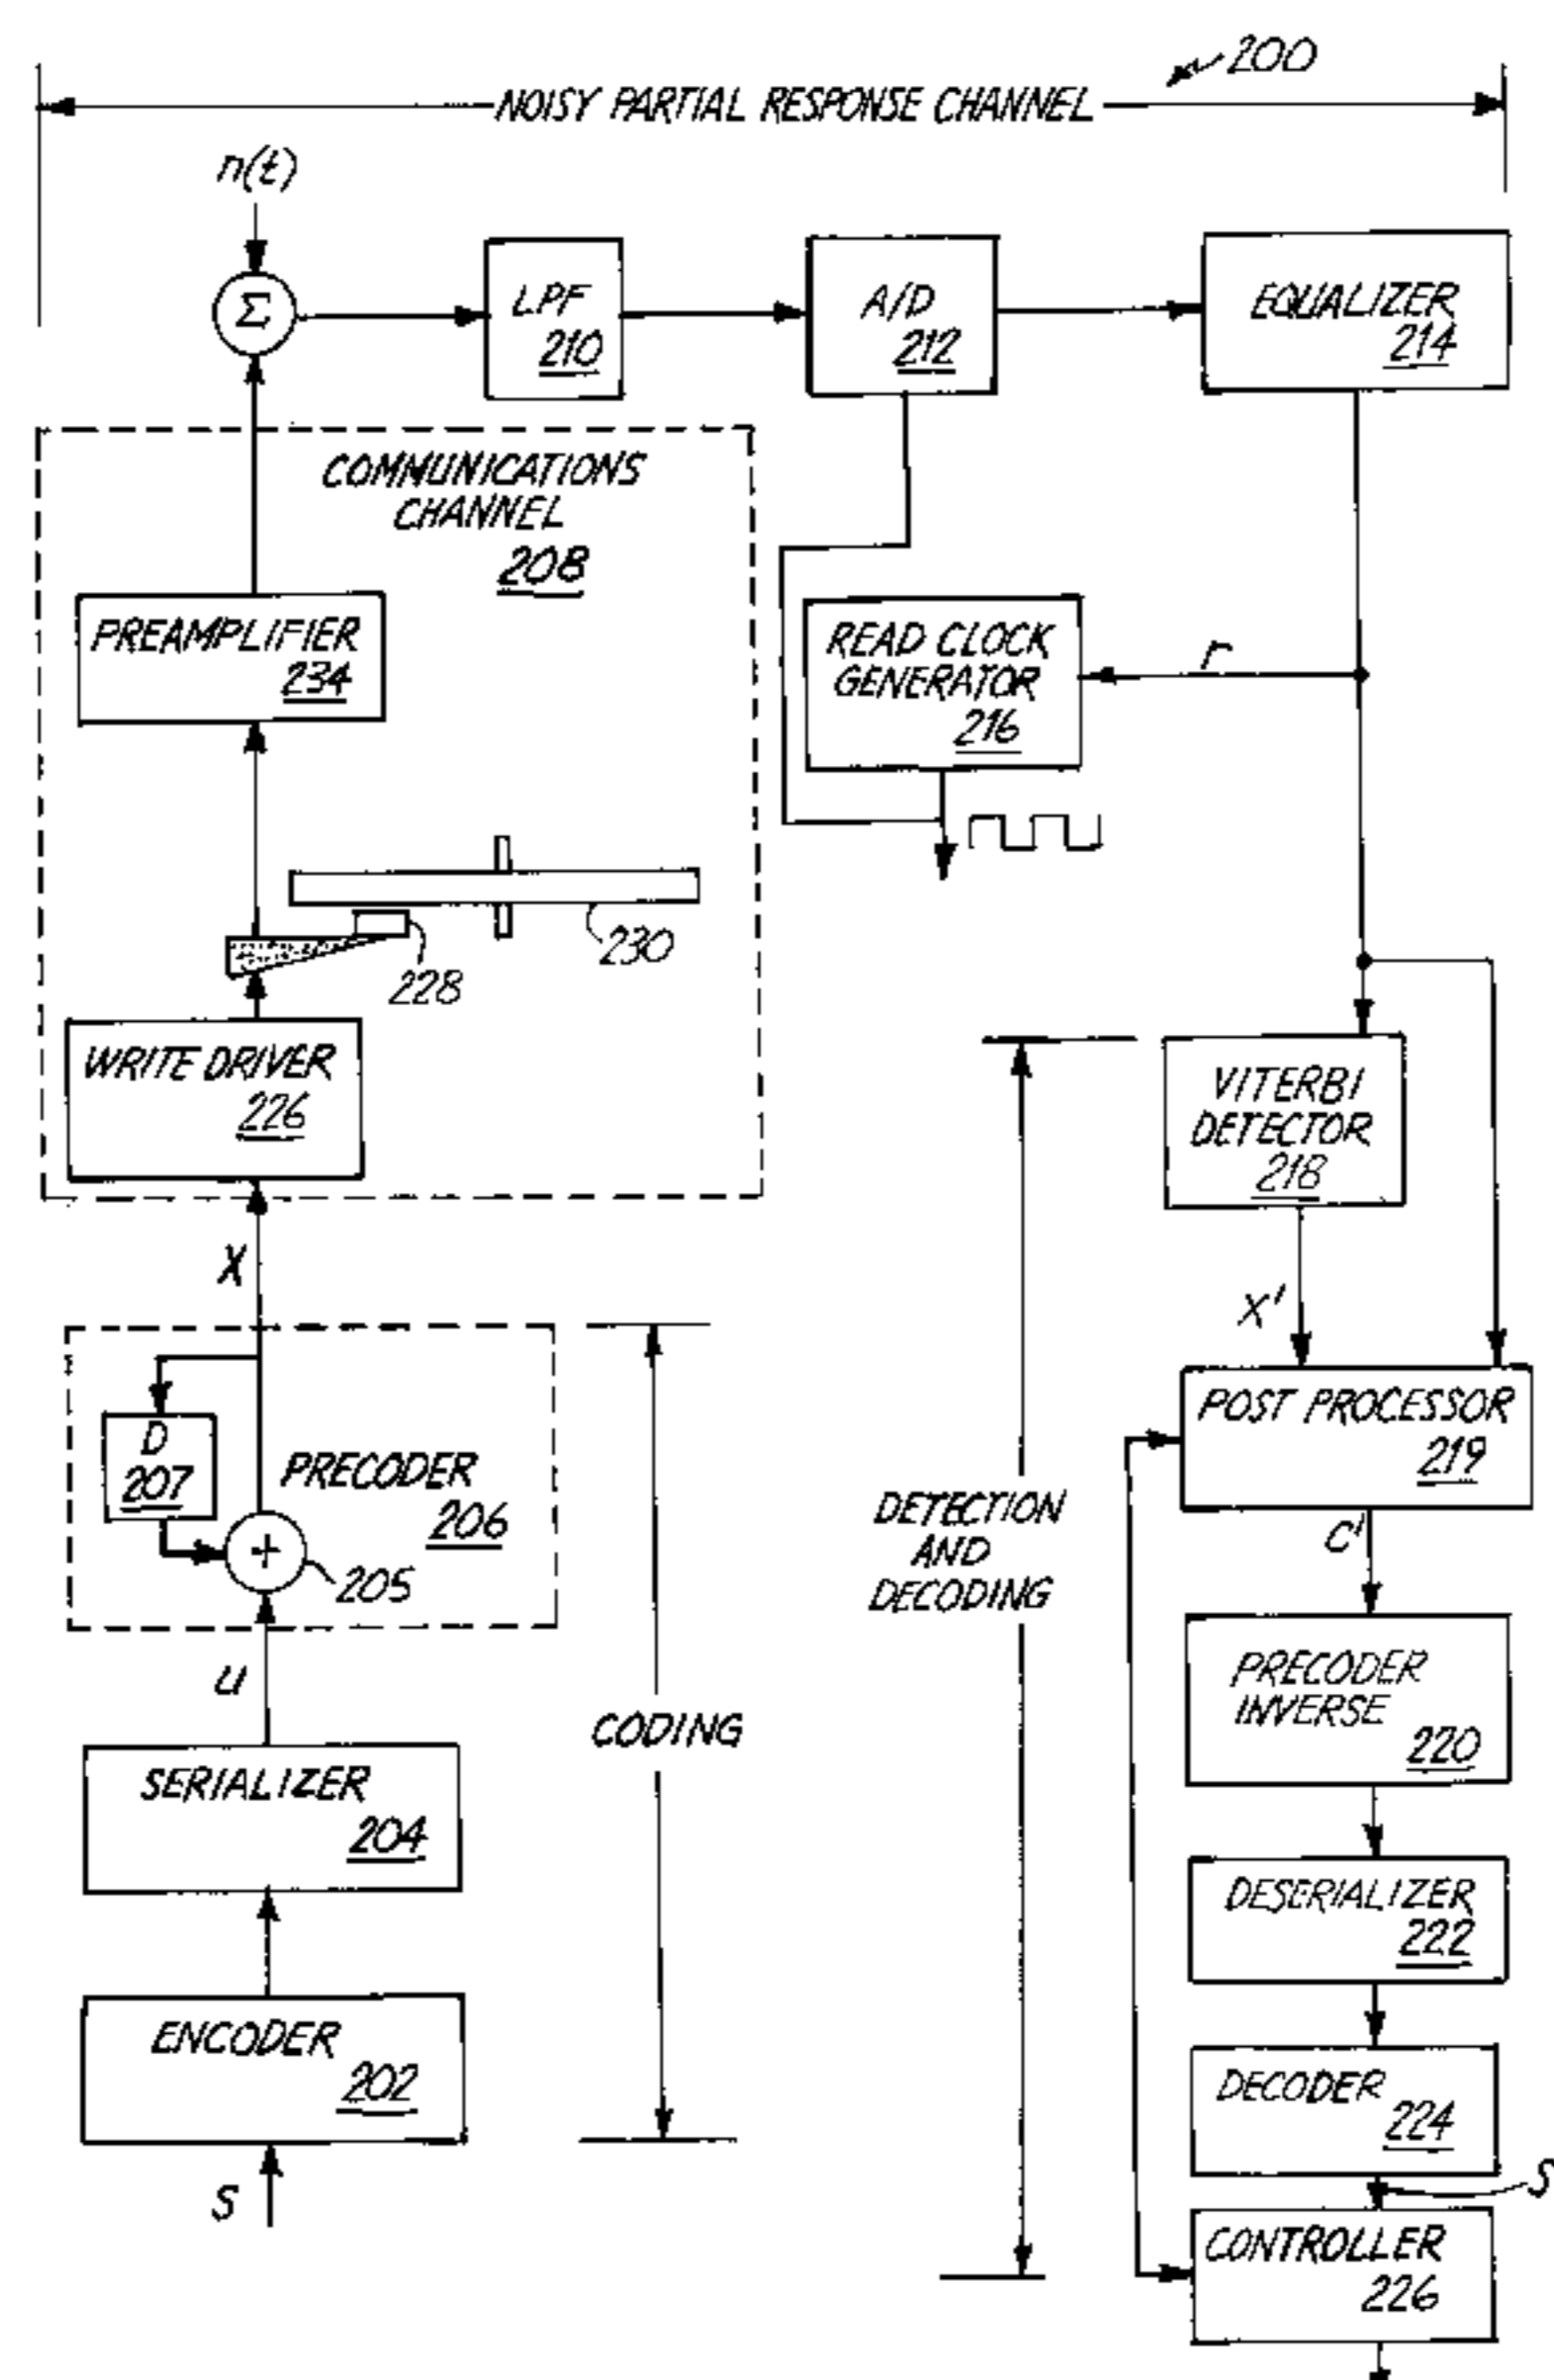 200
NOISY PARTIAL RESPONSE CHANNEL
n(t)
Σ
LPF
210
A/D
212
EQUALIZER
214
COMMUNICATIONS
CHANNEL
208
PREAMPLIFIER
234
READ CLOCK
GENERATOR
216
r
230
228
WRITE DRIVER
226
VITERBI
DETECTOR
218
X
X'
D
207
PRECODER
206
+
205
POST PROCESSOR
219
DETECTION
AND
DECODING
C'
U
PRECODER
INVERSE
220
CODING
SERIALIZER
204
DESERIALIZER
222
ENCODER
202
DECODER
224
S
S
CONTROLLER
226